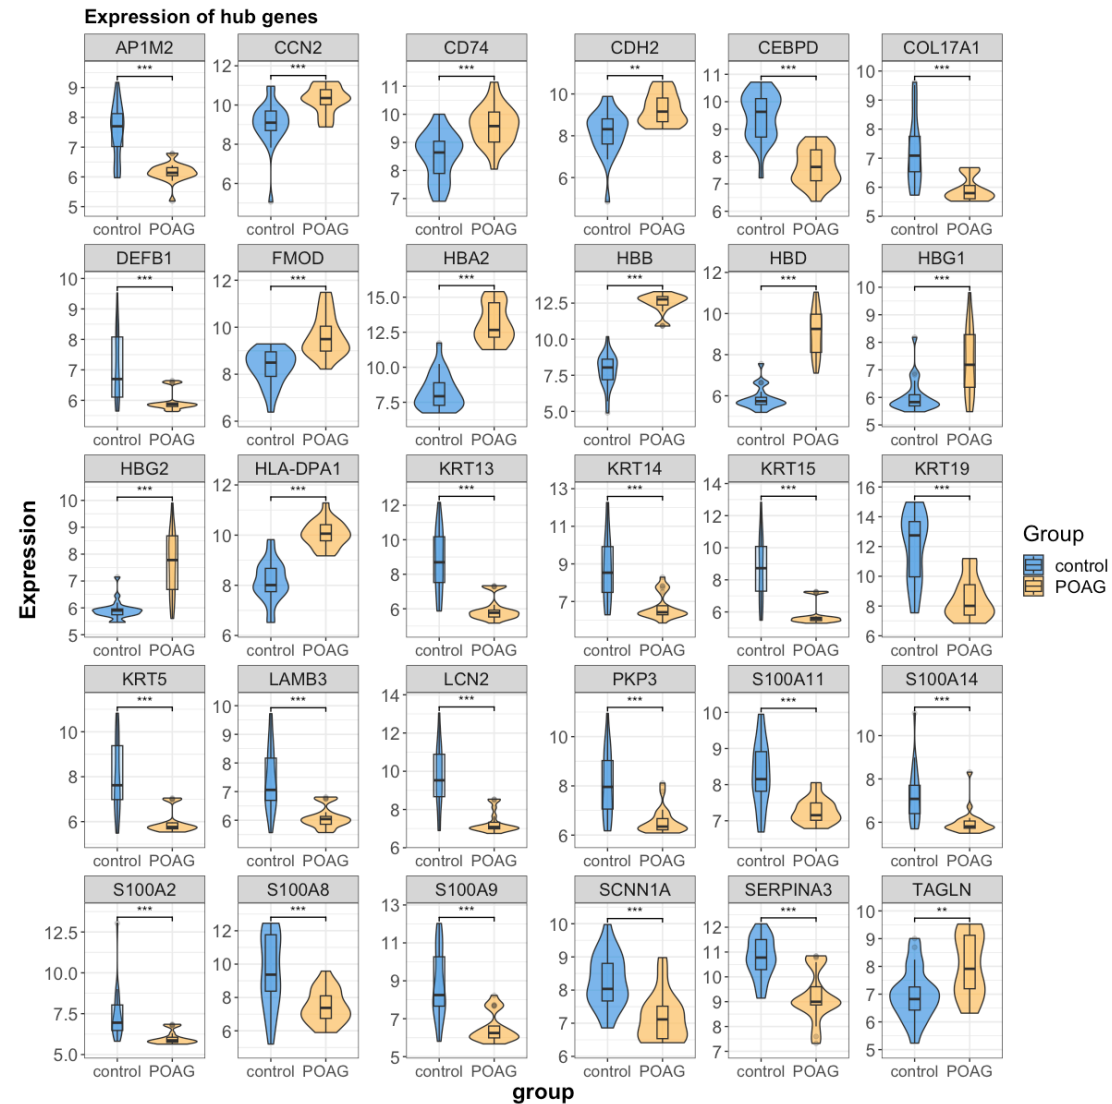 Expression of hub genes
AP1M2 CCN2 CD74 CDH2 CEBPD COL17A1
*** *** *** ** *** ***
9 8 7 6 5
12 10 8 6
11 10 9 8 7
10 8 6
11 10 9 8 7 6
10 9 8 7 6 5
control POAG control POAG control POAG control POAG control POAG control POAG
DEFB1 FMOD HBA2 HBB HBD HBG1
*** *** *** *** *** ***
10 9 8 7 6
12 10 8 6
15.0 12.5 10.0 7.5
12.5 10.0 7.5 5.0
12 10 8 6
10 9 8 7 6 5
control POAG control POAG control POAG control POAG control POAG control POAG
HBG2 HLA-DPA1 KRT13 KRT14 KRT15 KRT19
*** *** *** *** *** ***
10 9 8 7 6 5
12 10 8 6
12 10 8 6
13 11 9 7
14 12 10 8 6
16 14 12 10 8 6
control POAG control POAG control POAG control POAG control POAG control POAG
KRT5 LAMB3 LCN2 PKP3 S100A11 S100A14
*** *** *** *** *** ***
10 8 6
10 9 8 7 6
14 12 10 8 6
10 8 6
10 9 8 7
10 8 6
control POAG control POAG control POAG control POAG control POAG control POAG
S100A2 S100A8 S100A9 SCNN1A SERPINA3 TAGLN
*** *** *** *** *** **
12.5 10.0 7.5 5.0
12 10 8 6
13 11 9 7 5
10 9 8 7 6
12 11 10 9 8 7
10 9 8 7 6 5
control POAG control POAG control POAG control POAG control POAG control POAG
Expression
group
Group
control
POAG